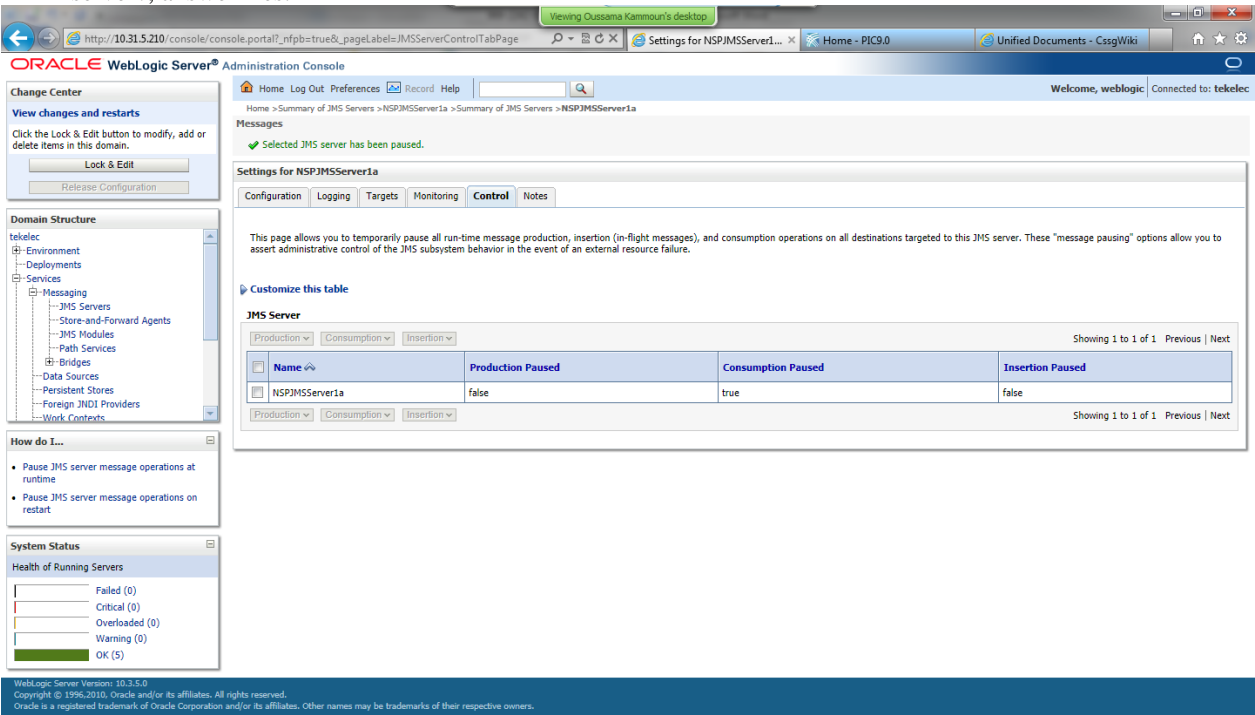 Viewing Oussama Kammoun's desktop
http://10.31.5.210/console/console.portal?_nfpb=true&_pageLabel=JMSServerControlTabPage
Settings for NSPJMSServer1... ×
Home - PIC9.0
Unified Documents - CssgWiki
ORACLE WebLogic Server® Administration Console
Change Center
View changes and restarts
Click the Lock & Edit button to modify, add or
delete items in this domain.
Lock & Edit
Release Configuration
Domain Structure
tekelec
Environment
Deployments
Services
Messaging
JMS Servers
Store-and-Forward Agents
JMS Modules
Path Services
Bridges
Data Sources
Persistent Stores
Foreign JNDI Providers
Work Contexts
How do I...
Pause JMS server message operations at
runtime
Pause JMS server message operations on
restart
System Status
Health of Running Servers
Failed (0)
Critical (0)
Overloaded (0)
Warning (0)
OK (5)
Home Log Out Preferences Record Help
Welcome, weblogic Connected to: tekelec
Home >Summary of JMS Servers >NSPJMSServer1a >Summary of JMS Servers >NSPJMSServer1a
Messages
Selected JMS server has been paused.
Settings for NSPJMSServer1a
Configuration Logging Targets Monitoring Control Notes
This page allows you to temporarily pause all run-time message production, insertion (in-flight messages), and consumption operations on all destinations targeted to this JMS server. These "message pausing" options allow you to
assert administrative control of the JMS subsystem behavior in the event of an external resource failure.
Customize this table
JMS Server
Production Consumption Insertion Showing 1 to 1 of 1 Previous | Next
Name Production Paused Consumption Paused Insertion Paused
NSPJMSServer1a false true false
Production Consumption Insertion Showing 1 to 1 of 1 Previous | Next
WebLogic Server Version: 10.3.5.0
Copyright © 1996,2010, Oracle and/or its affiliates. All rights reserved.
Oracle is a registered trademark of Oracle Corporation and/or its affiliates. Other names may be trademarks of their respective owners.